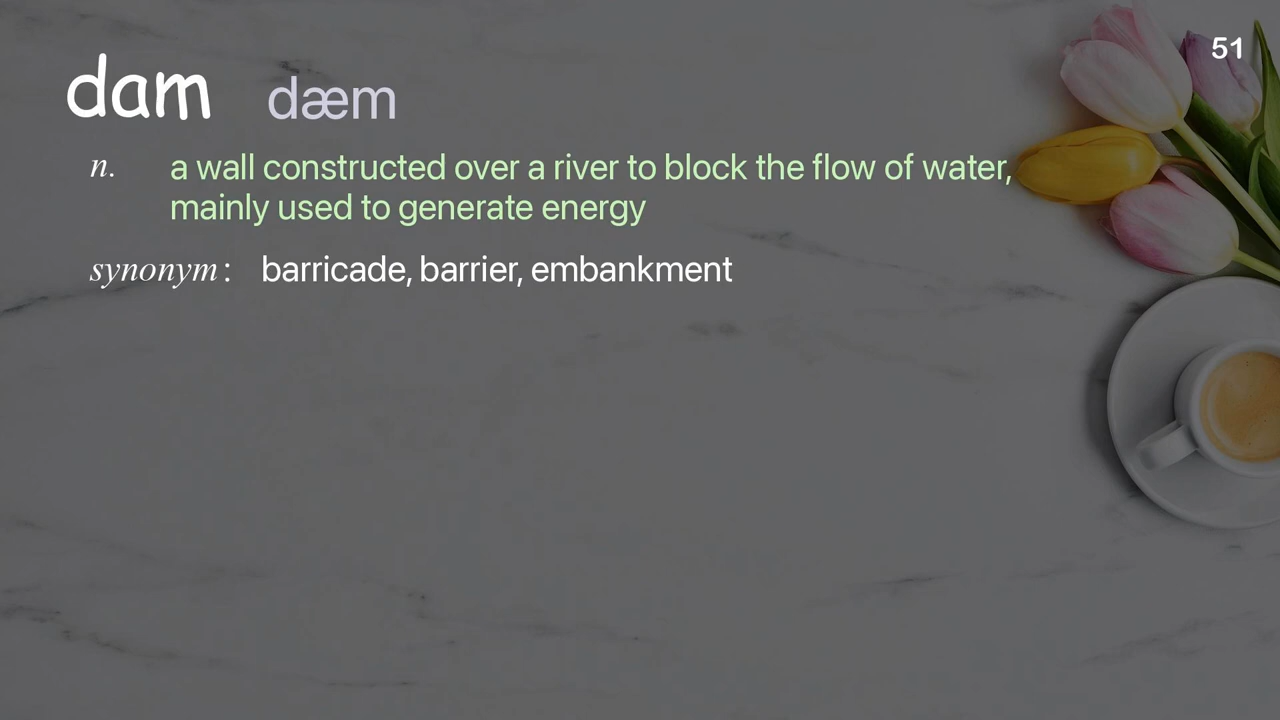 51
dam dæm
n. a wall constructed over a river to block the flow of water,
mainly used to generate energy
synonym: barricade, barrier, embankment